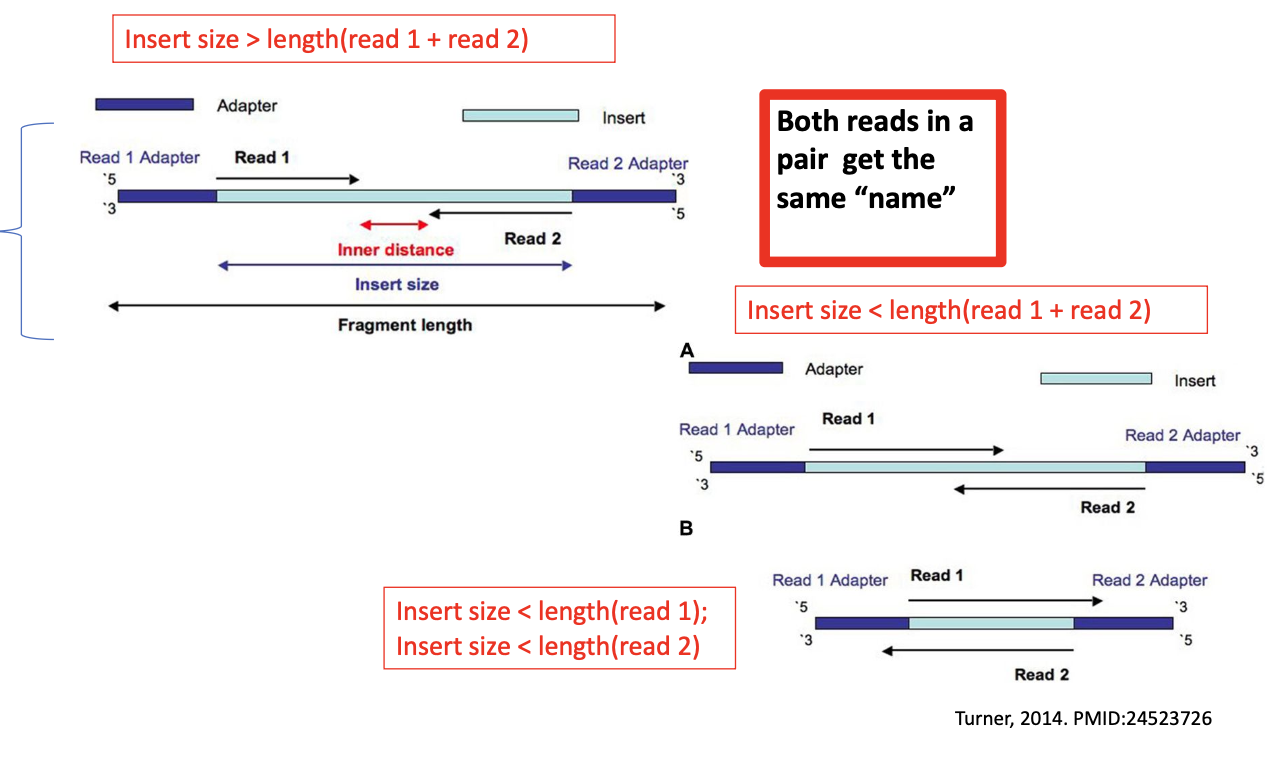 Insert size > length(read 1 + read 2)
Adapter
Insert
Read 1 Adapter
Read 1
Read 2 Adapter
`5
`3
`3
`5
Read 2
Inner distance
Insert size
Fragment length
Both reads in a
pair  get the
same “name”
Insert size < length(read 1 + read 2)
A
Adapter
Insert
Read 1
Read 1 Adapter
Read 2 Adapter
`5
`3
`3
`5
Read 2
B
Read 1 Adapter
Read 1
Read 2 Adapter
`5
`3
`3
`5
Read 2
Insert size < length(read 1);
Insert size < length(read 2)
Turner, 2014. PMID:24523726